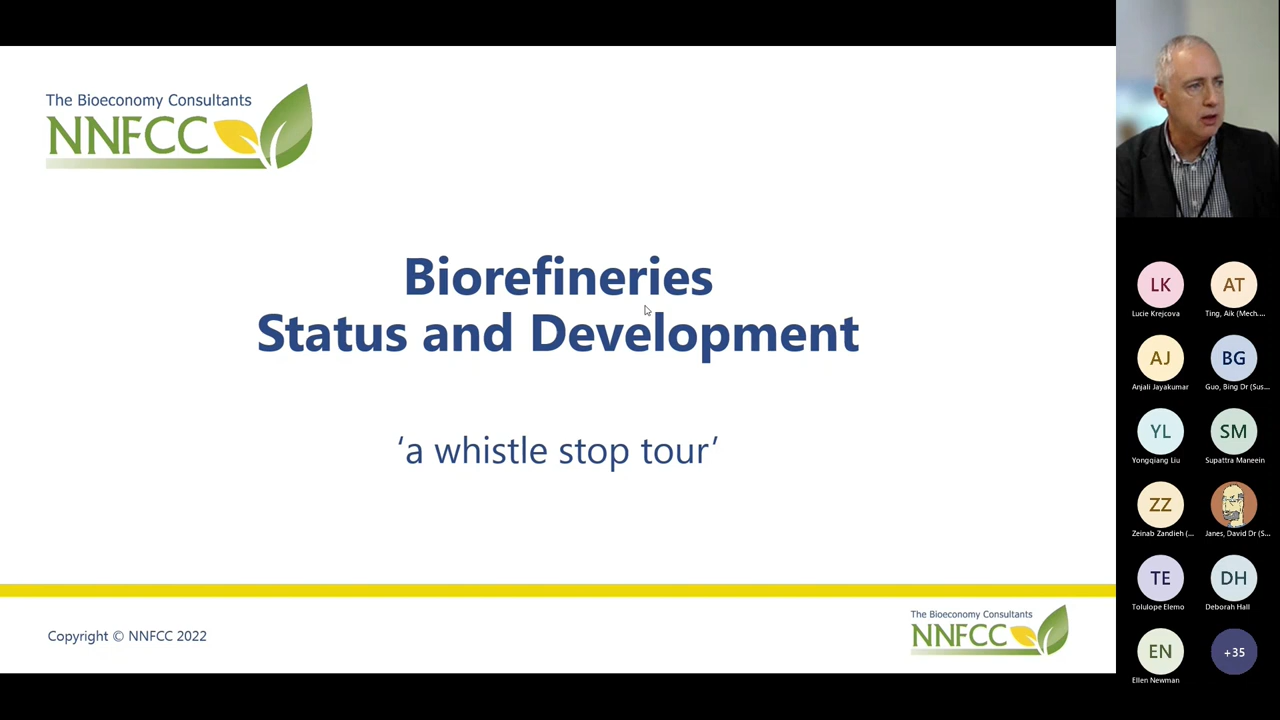 The Bioeconomy Consultants
NNFCC
Biorefineries
Status and Development
‘a whistle stop tour’
Copyright © NNFCC 2022
The Bioeconomy Consultants
NNFCC
LK
AT
Lucie Krejcova
Ting, Aik (Mech....
AJ
BG
Anjali Jayakumar
Guo, Bing Dr (Sus...
YL
SM
Yongqiang Liu
Supattra Maneein
ZZ
Zeinab Zandieh (...
Janes, David Dr (S...
TE
DH
Tolulope Elemo
Deborah Hall
EN
+35
Ellen Newman